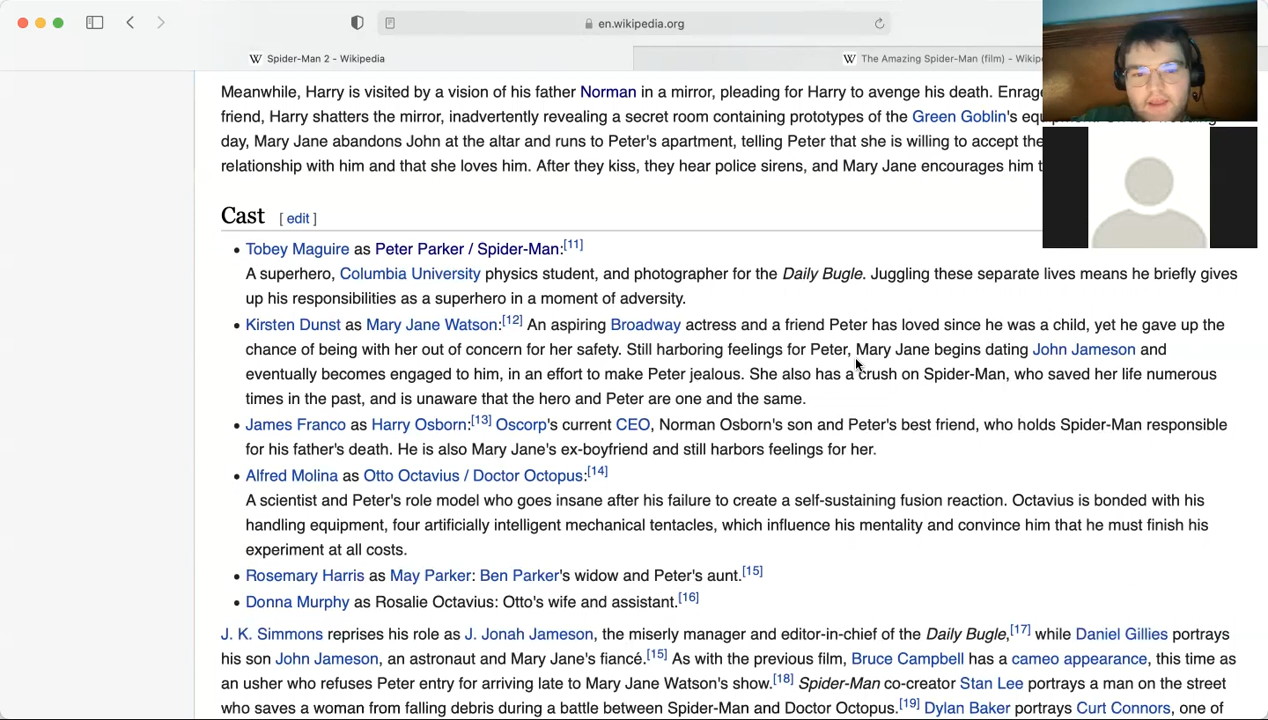 en.wikipedia.org
Spider-Man 2 - Wikipedia
The Amazing Spider-Man (film) - Wikip
Meanwhile, Harry is visited by a vision of his father Norman in a mirror, pleading for Harry to avenge his death. Enrag
friend, Harry shatters the mirror, inadvertently revealing a secret room containing prototypes of the Green Goblin's
day, Mary Jane abandons John at the altar and runs to Peter's apartment, telling Peter that she is willing to accept the
relationship with him and that she loves him. After they kiss, they hear police sirens, and Mary Jane encourages him
Cast [ edit ]
• Tobey Maguire as Peter Parker / Spider-Man:[11]
A superhero, Columbia University physics student, and photographer for the Daily Bugle. Juggling these separate lives means he briefly gives
up his responsibilities as a superhero in a moment of adversity.
• Kirsten Dunst as Mary Jane Watson:[12] An aspiring Broadway actress and a friend Peter has loved since he was a child, yet he gave up the
chance of being with her out of concern for her safety. Still harboring feelings for Peter, Mary Jane begins dating John Jameson and
eventually becomes engaged to him, in an effort to make Peter jealous. She also has a crush on Spider-Man, who saved her life numerous
times in the past, and is unaware that the hero and Peter are one and the same.
• James Franco as Harry Osborn:[13] Oscorp's current CEO, Norman Osborn's son and Peter's best friend, who holds Spider-Man responsible
for his father's death. He is also Mary Jane's ex-boyfriend and still harbors feelings for her.
• Alfred Molina as Otto Octavius / Doctor Octopus:[14]
A scientist and Peter's role model who goes insane after his failure to create a self-sustaining fusion reaction. Octavius is bonded with his
handling equipment, four artificially intelligent mechanical tentacles, which influence his mentality and convince him that he must finish his
experiment at all costs.
• Rosemary Harris as May Parker: Ben Parker's widow and Peter's aunt.[15]
• Donna Murphy as Rosalie Octavius: Otto's wife and assistant.[16]
J. K. Simmons reprises his role as J. Jonah Jameson, the miserly manager and editor-in-chief of the Daily Bugle,[17] while Daniel Gillies portrays
his son John Jameson, an astronaut and Mary Jane's fiancé.[15] As with the previous film, Bruce Campbell has a cameo appearance, this time as
an usher who refuses Peter entry for arriving late to Mary Jane Watson's show.[18] Spider-Man co-creator Stan Lee portrays a man on the street
who saves a woman from falling debris during a battle between Spider-Man and Doctor Octopus.[19] Dylan Baker portrays Curt Connors, one of